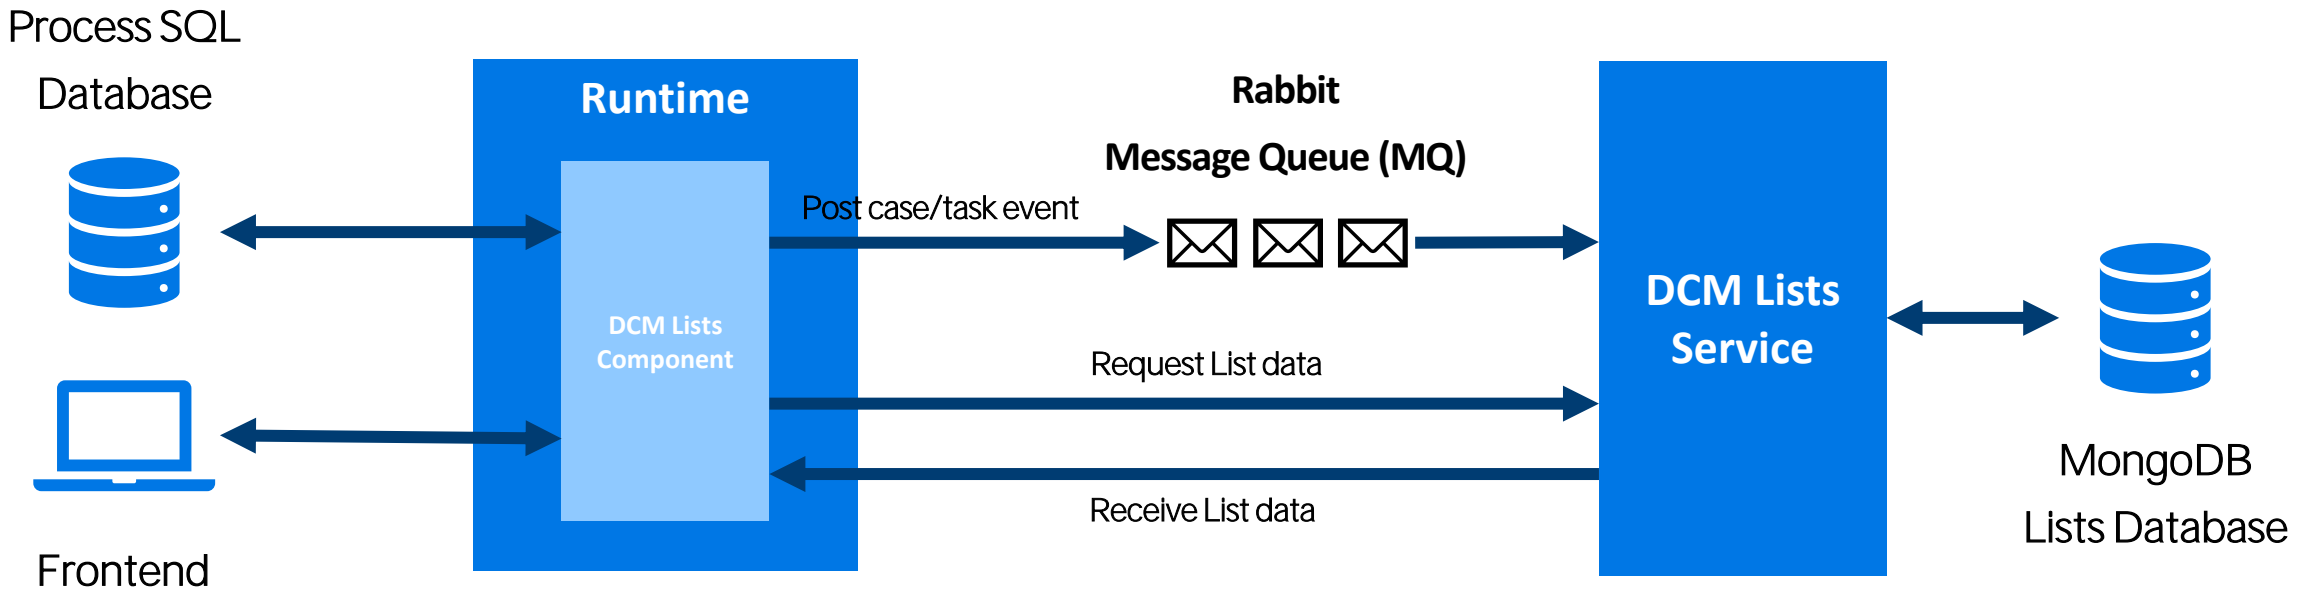 Process SQL
Database
Frontend
Runtime
DCM Lists
Component
Post case/task event
Rabbit
Message Queue (MQ)
Request List data
Receive List data
DCM Lists
Service
MongoDB
Lists Database